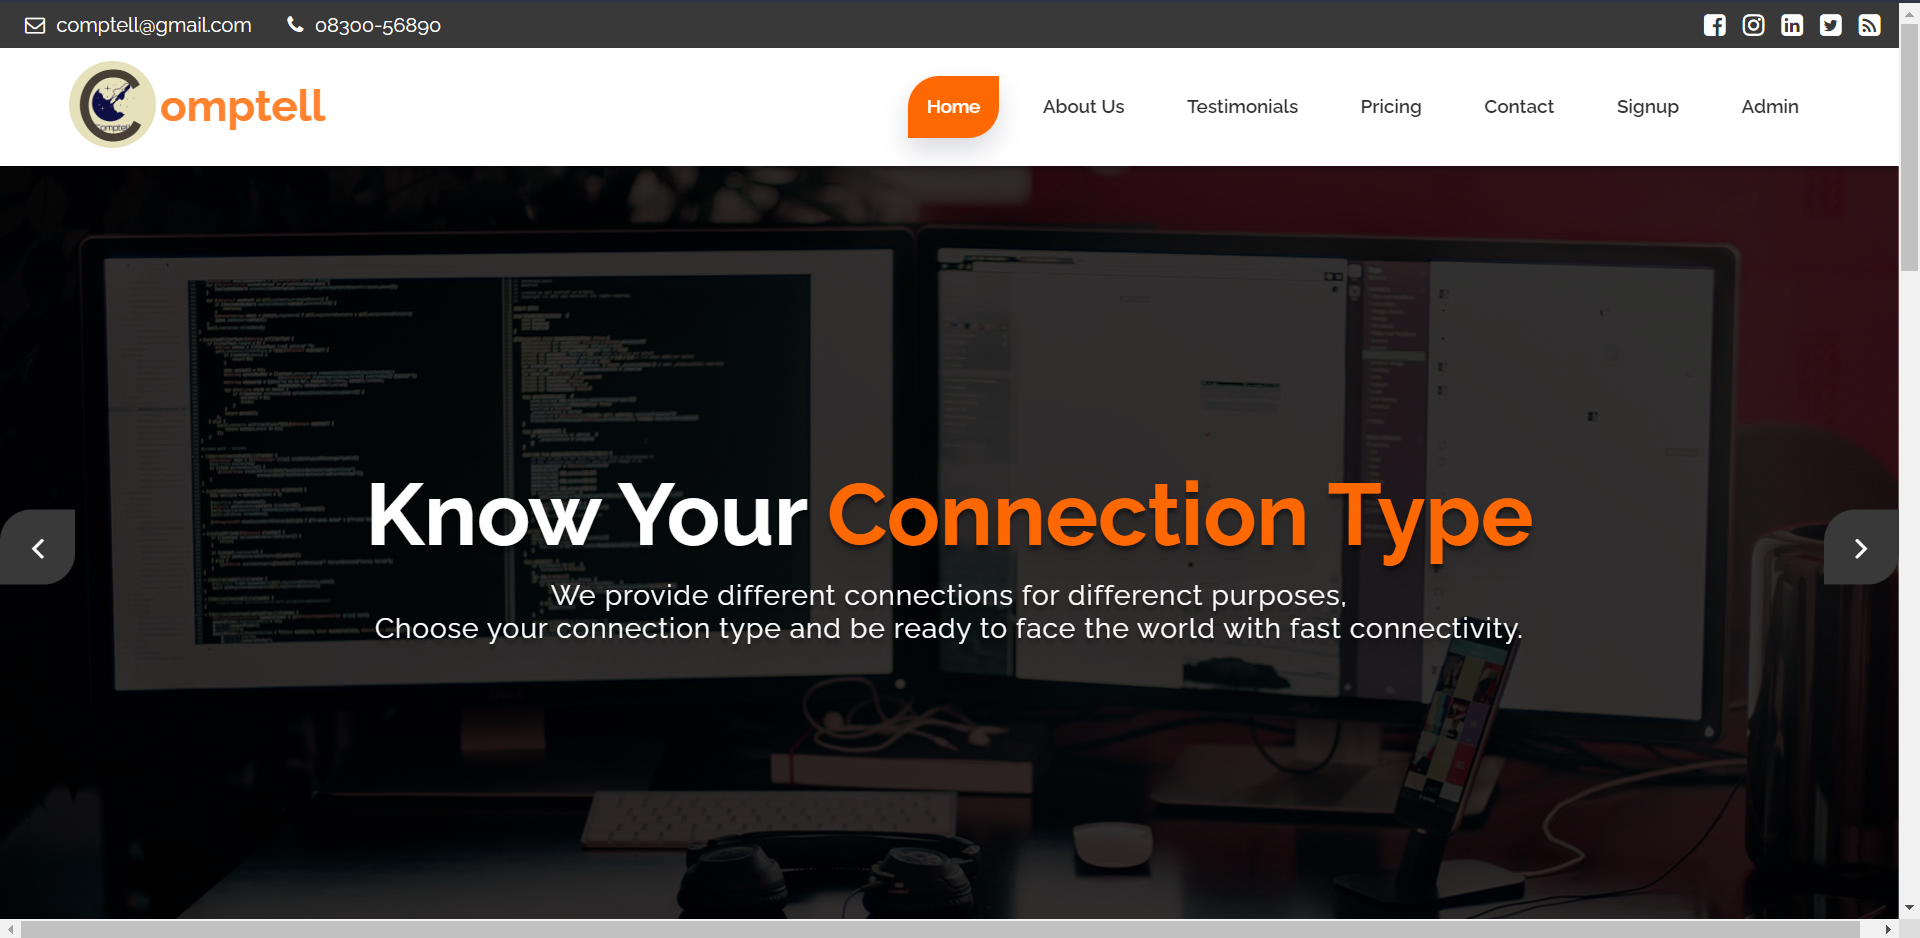 comptell@gmail.com 08300-56890
Comptell
omptell
Home About Us Testimonials Pricing Contact Signup Admin
Know Your Connection Type
We provide different connections for differenct purposes,
Choose your connection type and be ready to face the world with fast connectivity.